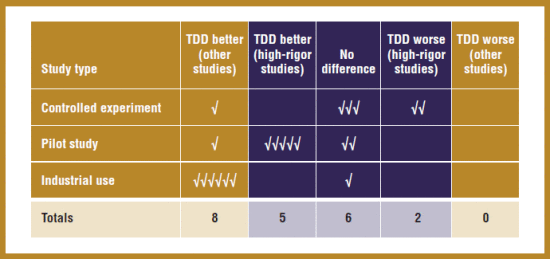 Study type TDD better (other studies) TDD better (high-rigor studies) No difference TDD worse (high-rigor studies) TDD worse (other studies)
Controlled experiment √ √√√ √√
Pilot study √ √√√√√ √√
Industrial use √√√√√√ √
Totals 8 5 6 2 0